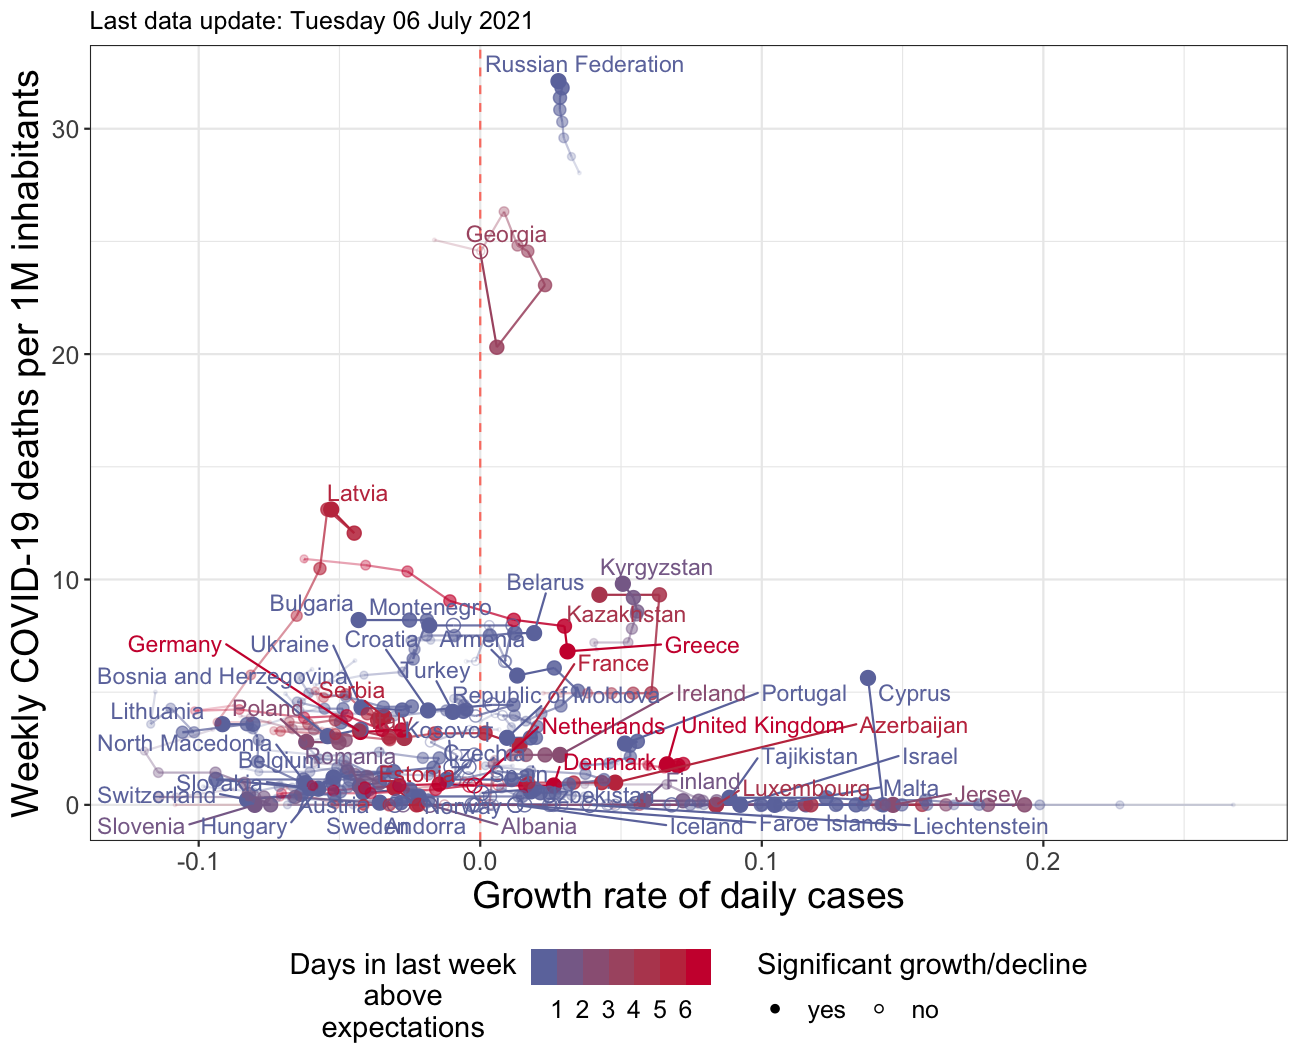 Last data update: Tuesday 06 July 2021
Weekly COVID-19 deaths per 1M inhabitants
30
20
10
0
Russian Federation
Georgia
Latvia
Kyrgyzstan
Belarus
Bulgaria
Montenegro
Kazakhstan
Germany
Ukraine
Croatia
Armenia
Greece
France
Bosnia and Herzegovina
Turkey
Serbia
Republic of Moldova
Ireland
Portugal
Cyprus
Lithuania
Poland
Kosovo
Netherlands
United Kingdom
Azerbaijan
North Macedonia
Romania
Czechia
Belgium
Denmark
Tajikistan
Israel
Estonia
Spain
Slovakia
Finland
Luxembourg
Malta
Switzerland
Austria
Norway
Uzbekistan
Jersey
Slovenia
Hungary
Sweden
Andorra
Albania
Iceland
Faroe Islands
Liechtenstein
-0.1 0.0 0.1 0.2
Growth rate of daily cases
Days in last week
above
expectations
1 2 3 4 5 6
Significant growth/decline
yes no